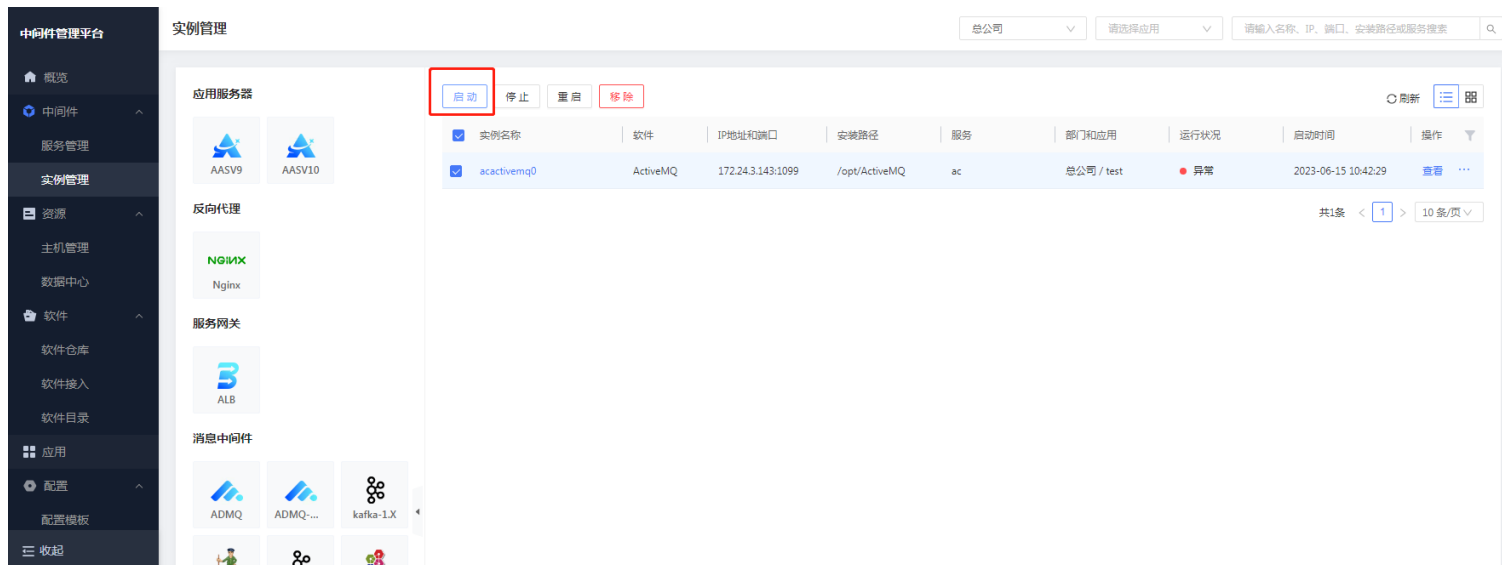 中间件管理平台
实例管理
总公司
请选择应用
请输入名称、IP、端口、安装路径或服务搜索
概览
中间件
服务管理
实例管理
资源
主机管理
数据中心
软件
软件仓库
软件接入
软件目录
应用
配置
配置模板
收起
应用服务器
AASV9 AASV10
反向代理
NGINX
Nginx
服务网关
ALB
消息中间件
ADMQ ADMQ-... kafka-1.X
启动 停止 重启 移除
刷新
实例名称 软件 IP地址和端口 安装路径 服务 部门和应用 运行状况 启动时间 操作
acactivemq0 ActiveMQ 172.24.3.143:1099 /opt/ActiveMQ ac 总公司 / test 异常 2023-06-15 10:42:29 查看 ···
共1条 < 1 > 10 条/页